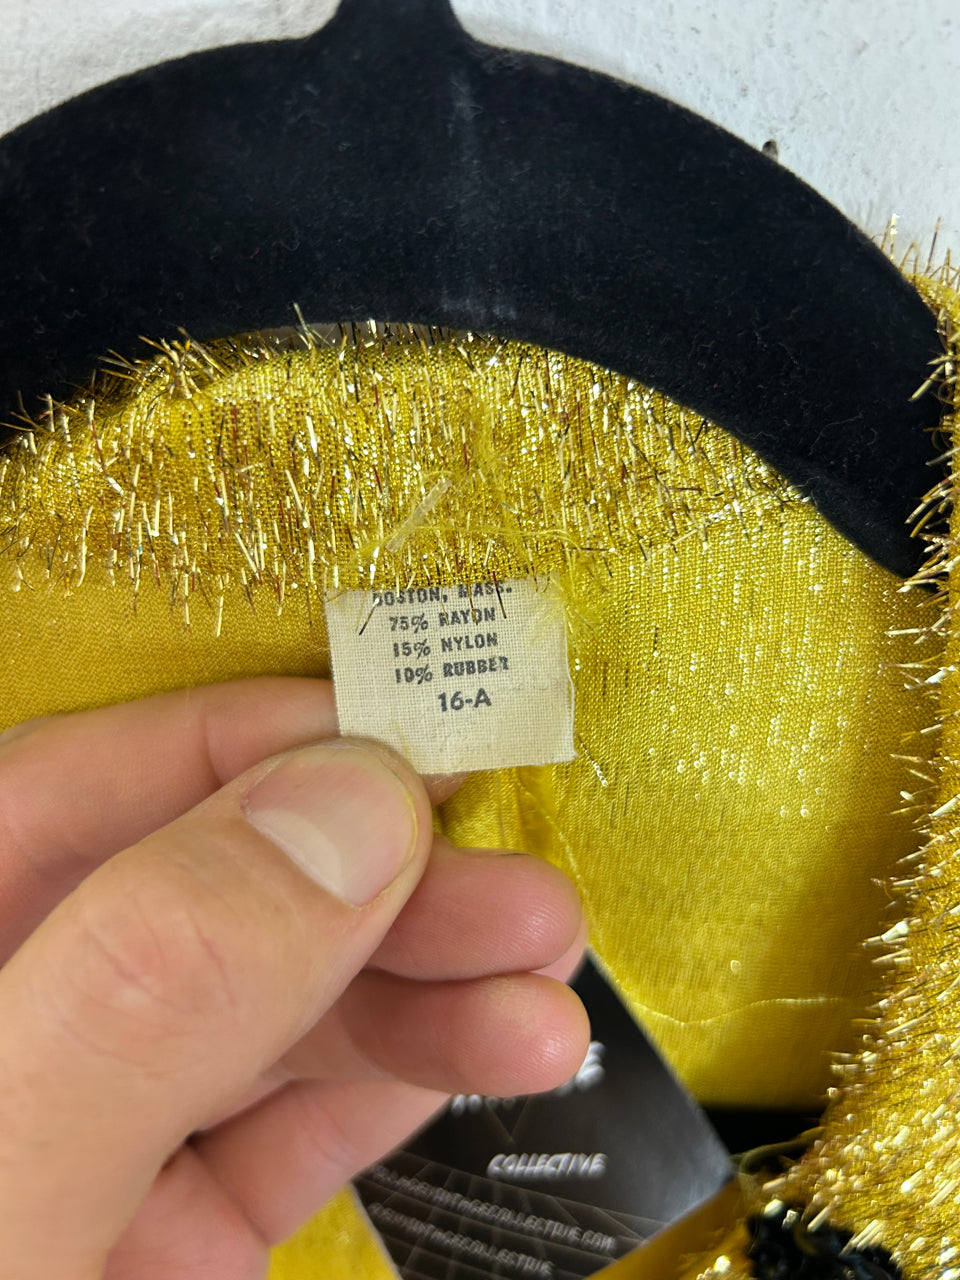 BOSTON, MASS.
75% RAYON
15% NYLON
10% RUBBER
16-A
COLLECTIVE